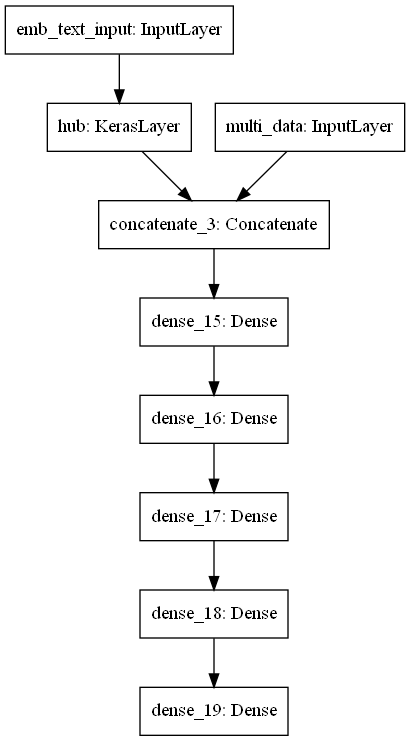 emb_text_input: InputLayer
hub: KerasLayer
multi_data: InputLayer
concatenate_3: Concatenate
dense_15: Dense
dense_16: Dense
dense_17: Dense
dense_18: Dense
dense_19: Dense